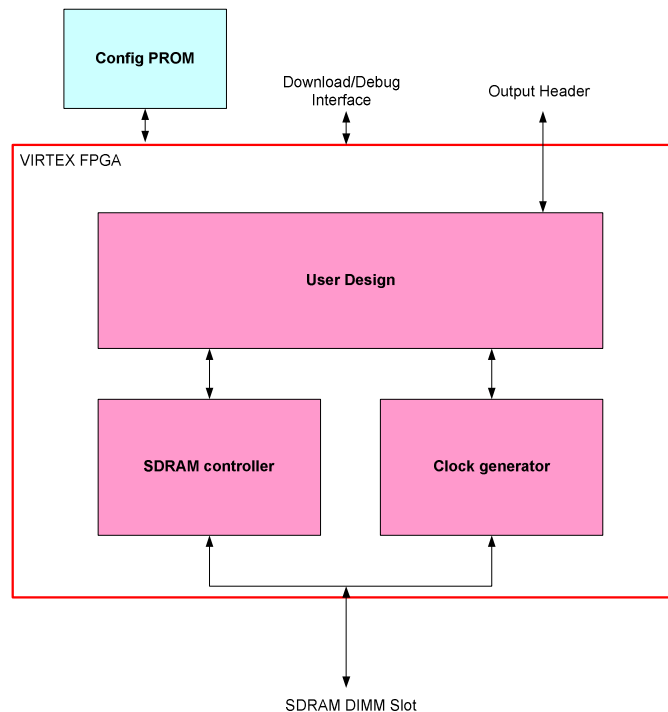 Config PROM
Download/Debug
Interface
Output Header
VIRTEX FPGA
User Design
SDRAM controller
Clock generator
SDRAM DIMM Slot